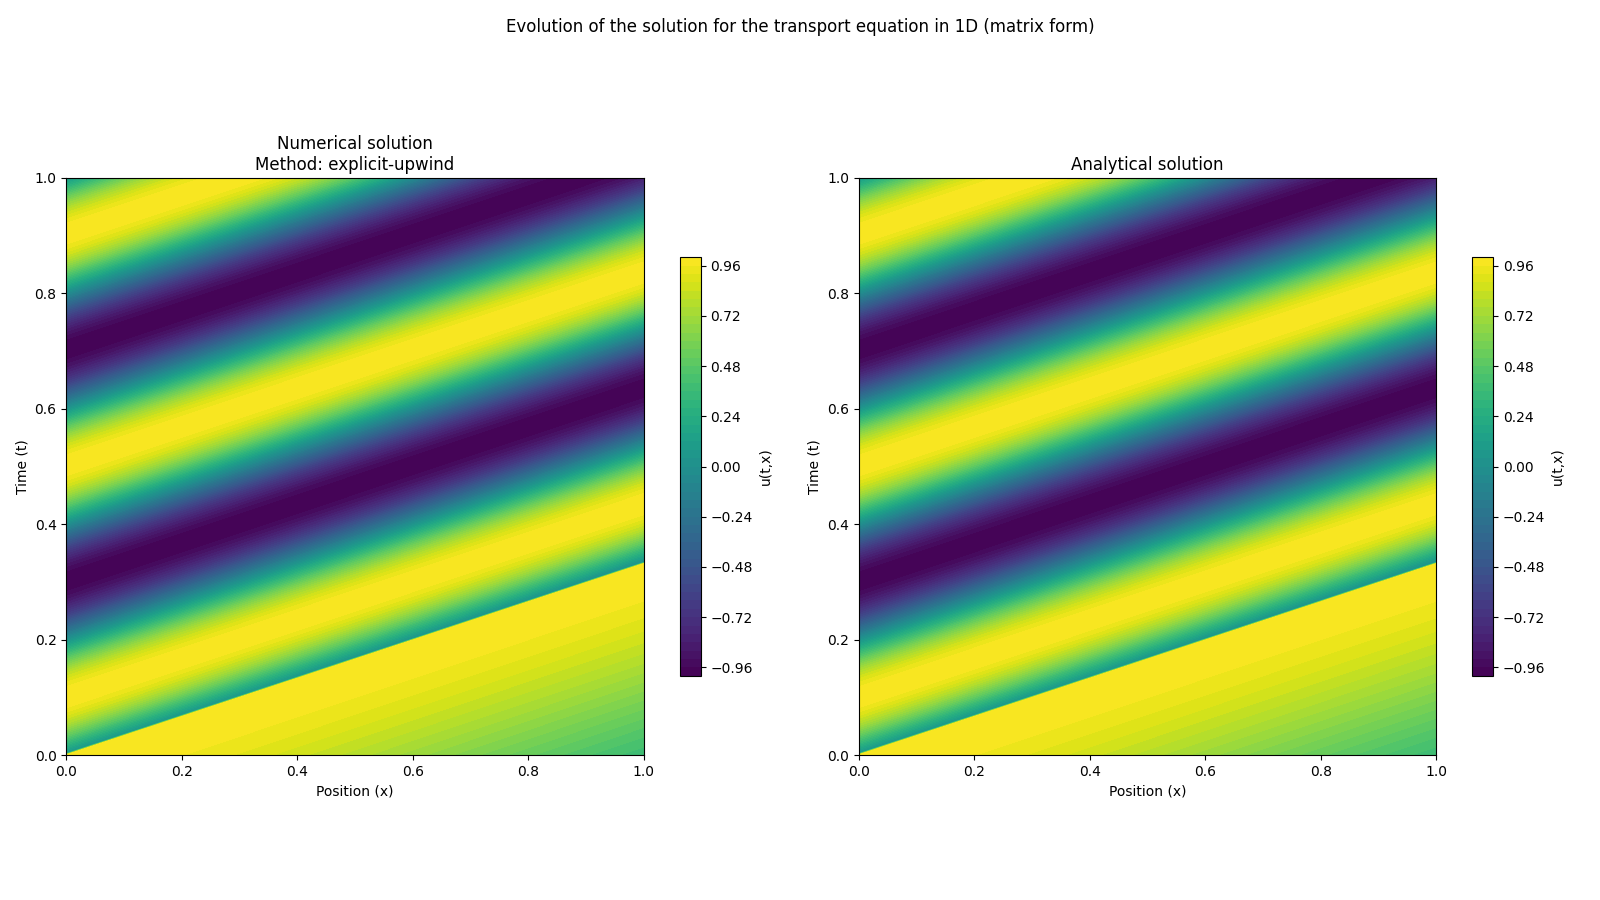 Evolution of the solution for the transport equation in 1D (matrix form)
Numerical solution
Method: explicit-upwind
1.0
0.8
0.6
0.4
0.2
0.0
Time (t)
0.0 0.2 0.4 0.6 0.8 1.0
Position (x)
0.96
0.72
0.48
0.24
0.00
−0.24
−0.48
−0.72
−0.96
u(t,x)
Analytical solution
1.0
0.8
0.6
0.4
0.2
0.0
Time (t)
0.0 0.2 0.4 0.6 0.8 1.0
Position (x)
0.96
0.72
0.48
0.24
0.00
−0.24
−0.48
−0.72
−0.96
u(t,x)